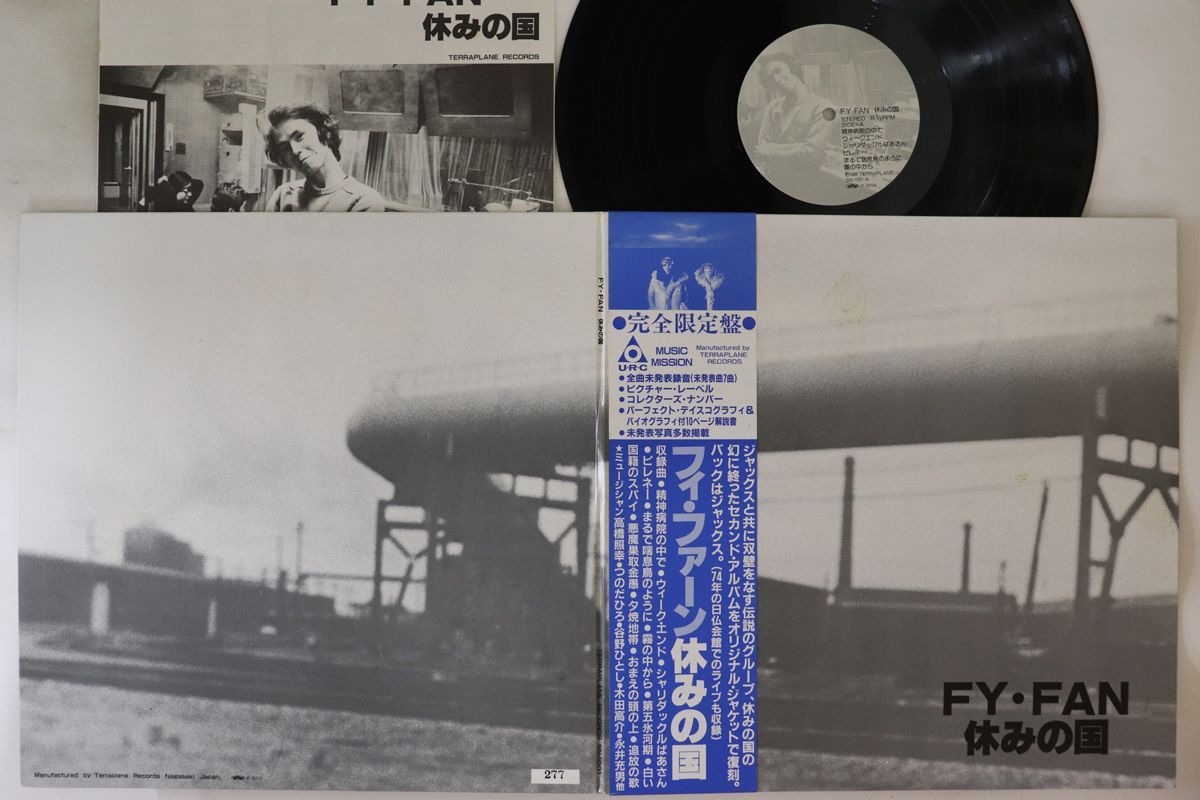 FY・FAN
休みの国
TERRAPLANE RECORDS
FY・FAN 休みの国
STEREO 33 1/3 RPM
SIDE=A
精神病院の中で
ウィークエンド
シャリダックルばあさん
ピレネー
まるで喘息鳥のように
霧の中から
FY・FAN 休みの国
TERRAPLANE RECORDS
●完全限定盤●
U・R・C
MUSIC MISSION
Manufactured by
TERRAPLANE
RECORDS
●全曲未発表録音(未発表曲7曲)
●ピクチャー・レーベル
●コレクターズ・ナンバー
●パーフェクト・デイスコグラフィ&
バイオグラフィ付10ページ解説書
●未発表写真多数掲載
ジャックスと共に双璧をなす伝説のグループ、休みの国の
幻に終ったセカンド・アルバムをオリジナル・ジャケットで復刻。
バックはジャックス。(74年の日仏会館でのライブも収録)
フィ・ファーン 休みの国
収録曲●精神病院の中で●ウィーク・エンド●シャリダックルばあさん
●ピレネー●まるで喘息鳥のように●霧の中から●第五氷河期●白い
国籍のスパイ●悪魔巣取金愚●夕焼地帯●おまえの頭の上●追放の歌
★ミュージシャン 高橋照幸●つのだひろ●谷野ひとし●木田高介●永井充男他
FY・FAN
休みの国
Manufactured by Terraplane Records Nagasaki Japan.
277